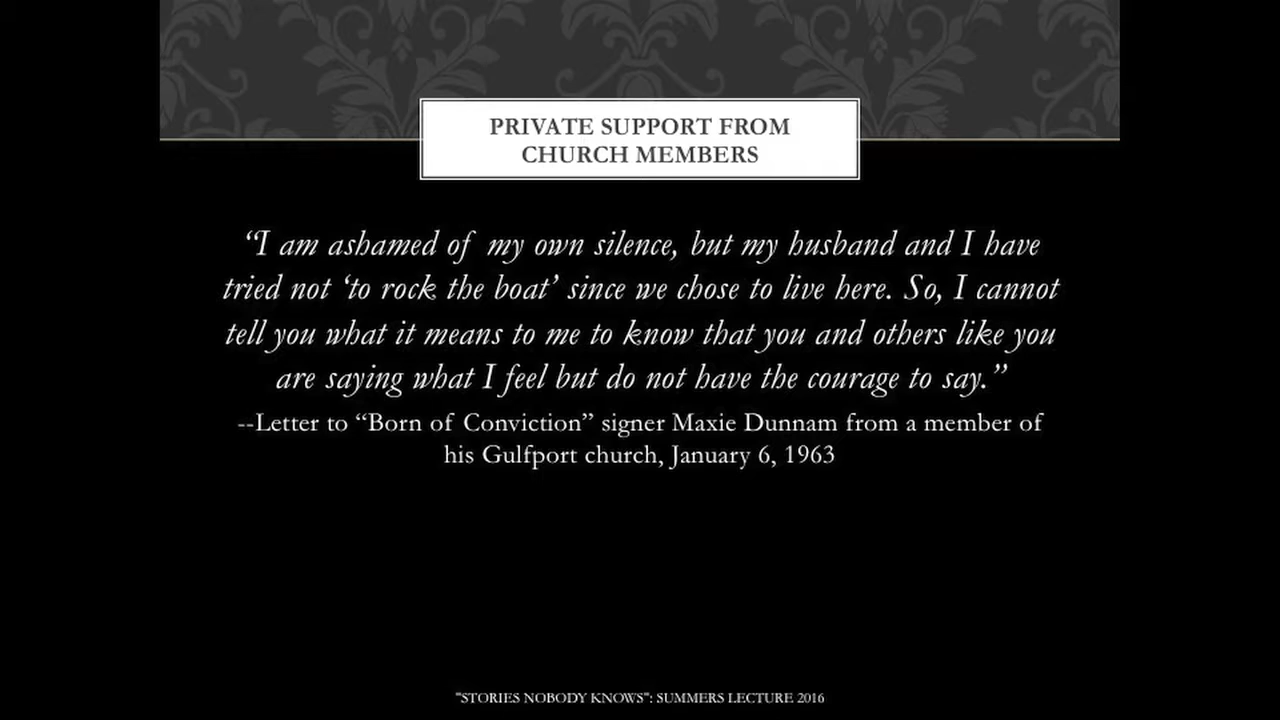 PRIVATE SUPPORT FROM
CHURCH MEMBERS
“I am ashamed of my own silence, but my husband and I have
tried not ‘to rock the boat’ since we chose to live here. So, I cannot
tell you what it means to me to know that you and others like you
are saying what I feel but do not have the courage to say.”
--Letter to “Born of Conviction” signer Maxie Dunnam from a member of
his Gulfport church, January 6, 1963
"STORIES NOBODY KNOWS": SUMMERS LECTURE 2016